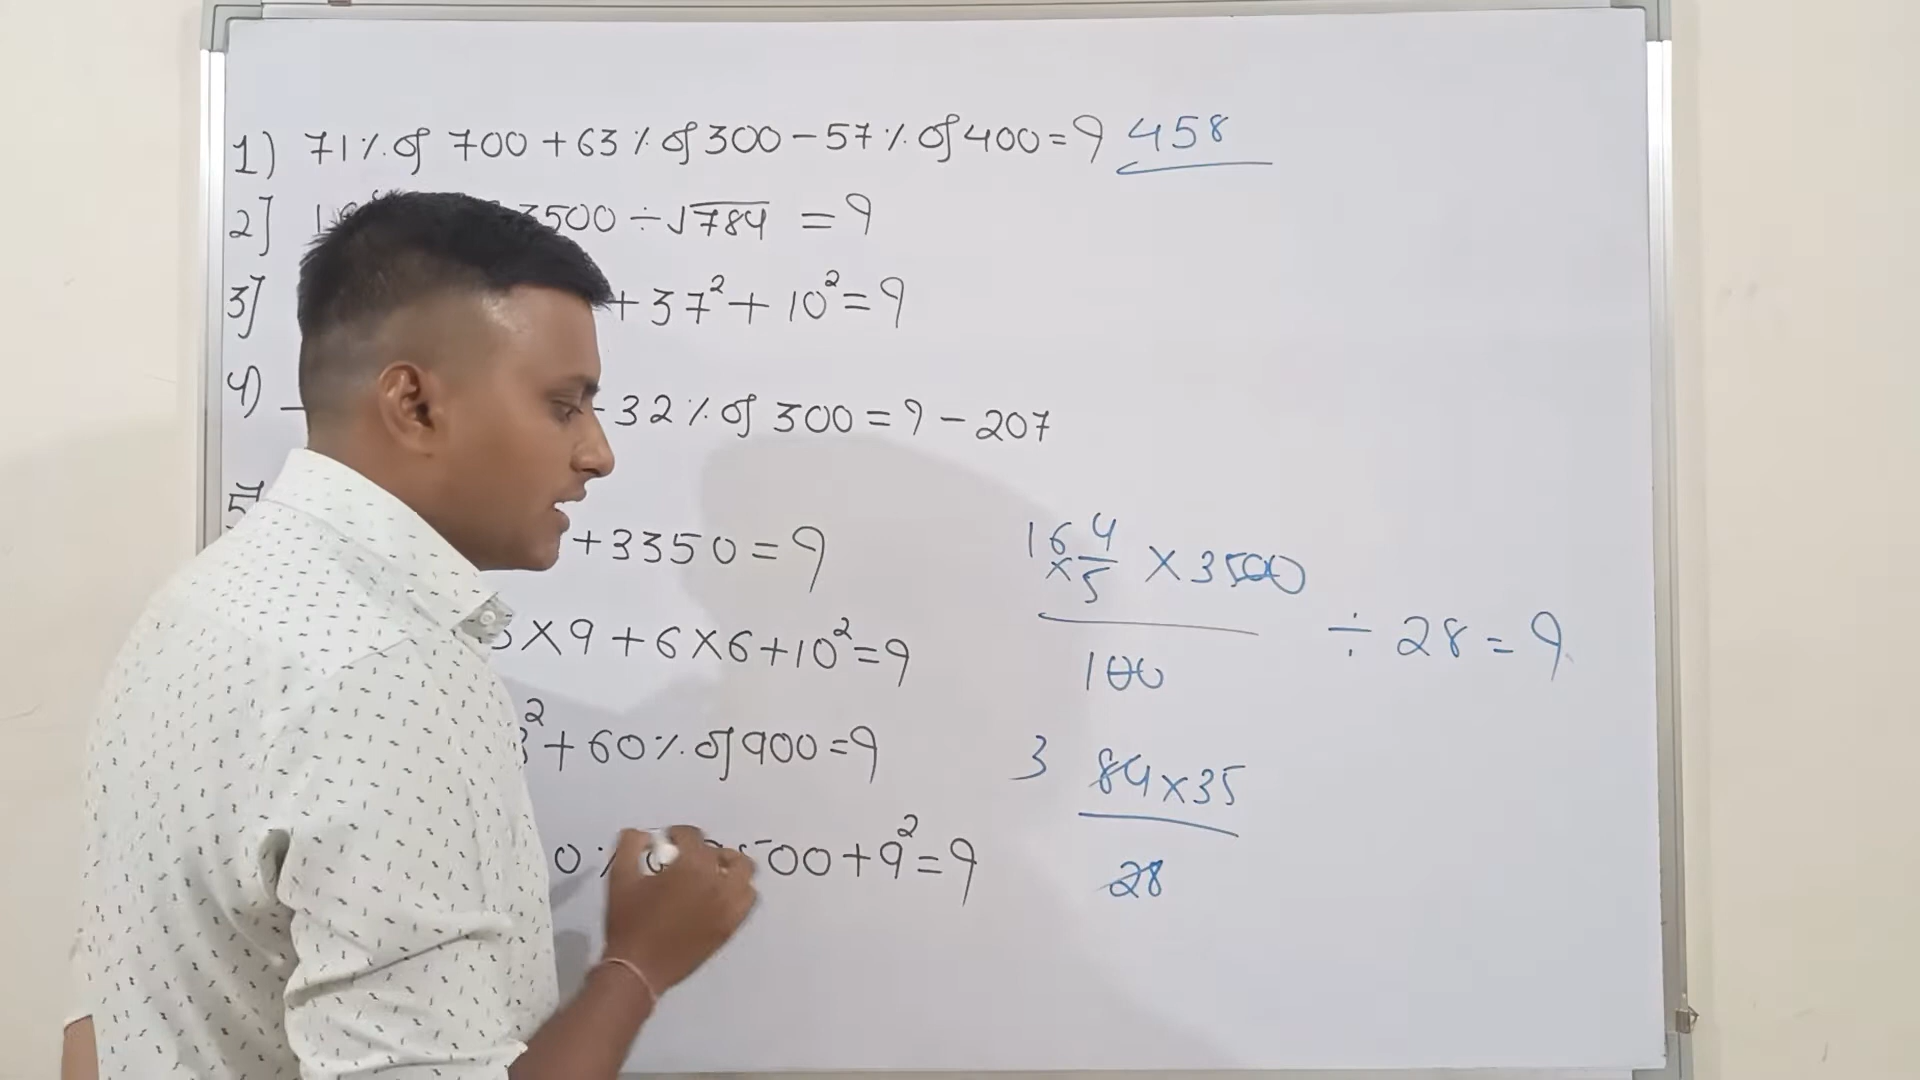 1) 71% of 700 + 63% of 300 - 57% of 400 = ? 458
2] 3500 ÷ √784 = ?
3] + 37² + 10² = ?
4) - 32% of 300 = ? - 207
5 + 3350 = ?
× 9 + 6 × 6 + 10² = ?
² + 60% of 900 = ?
0% 500 + 9² = ?
16 4/5 × 3500
100
÷ 28 = ?
3 84 × 35
28